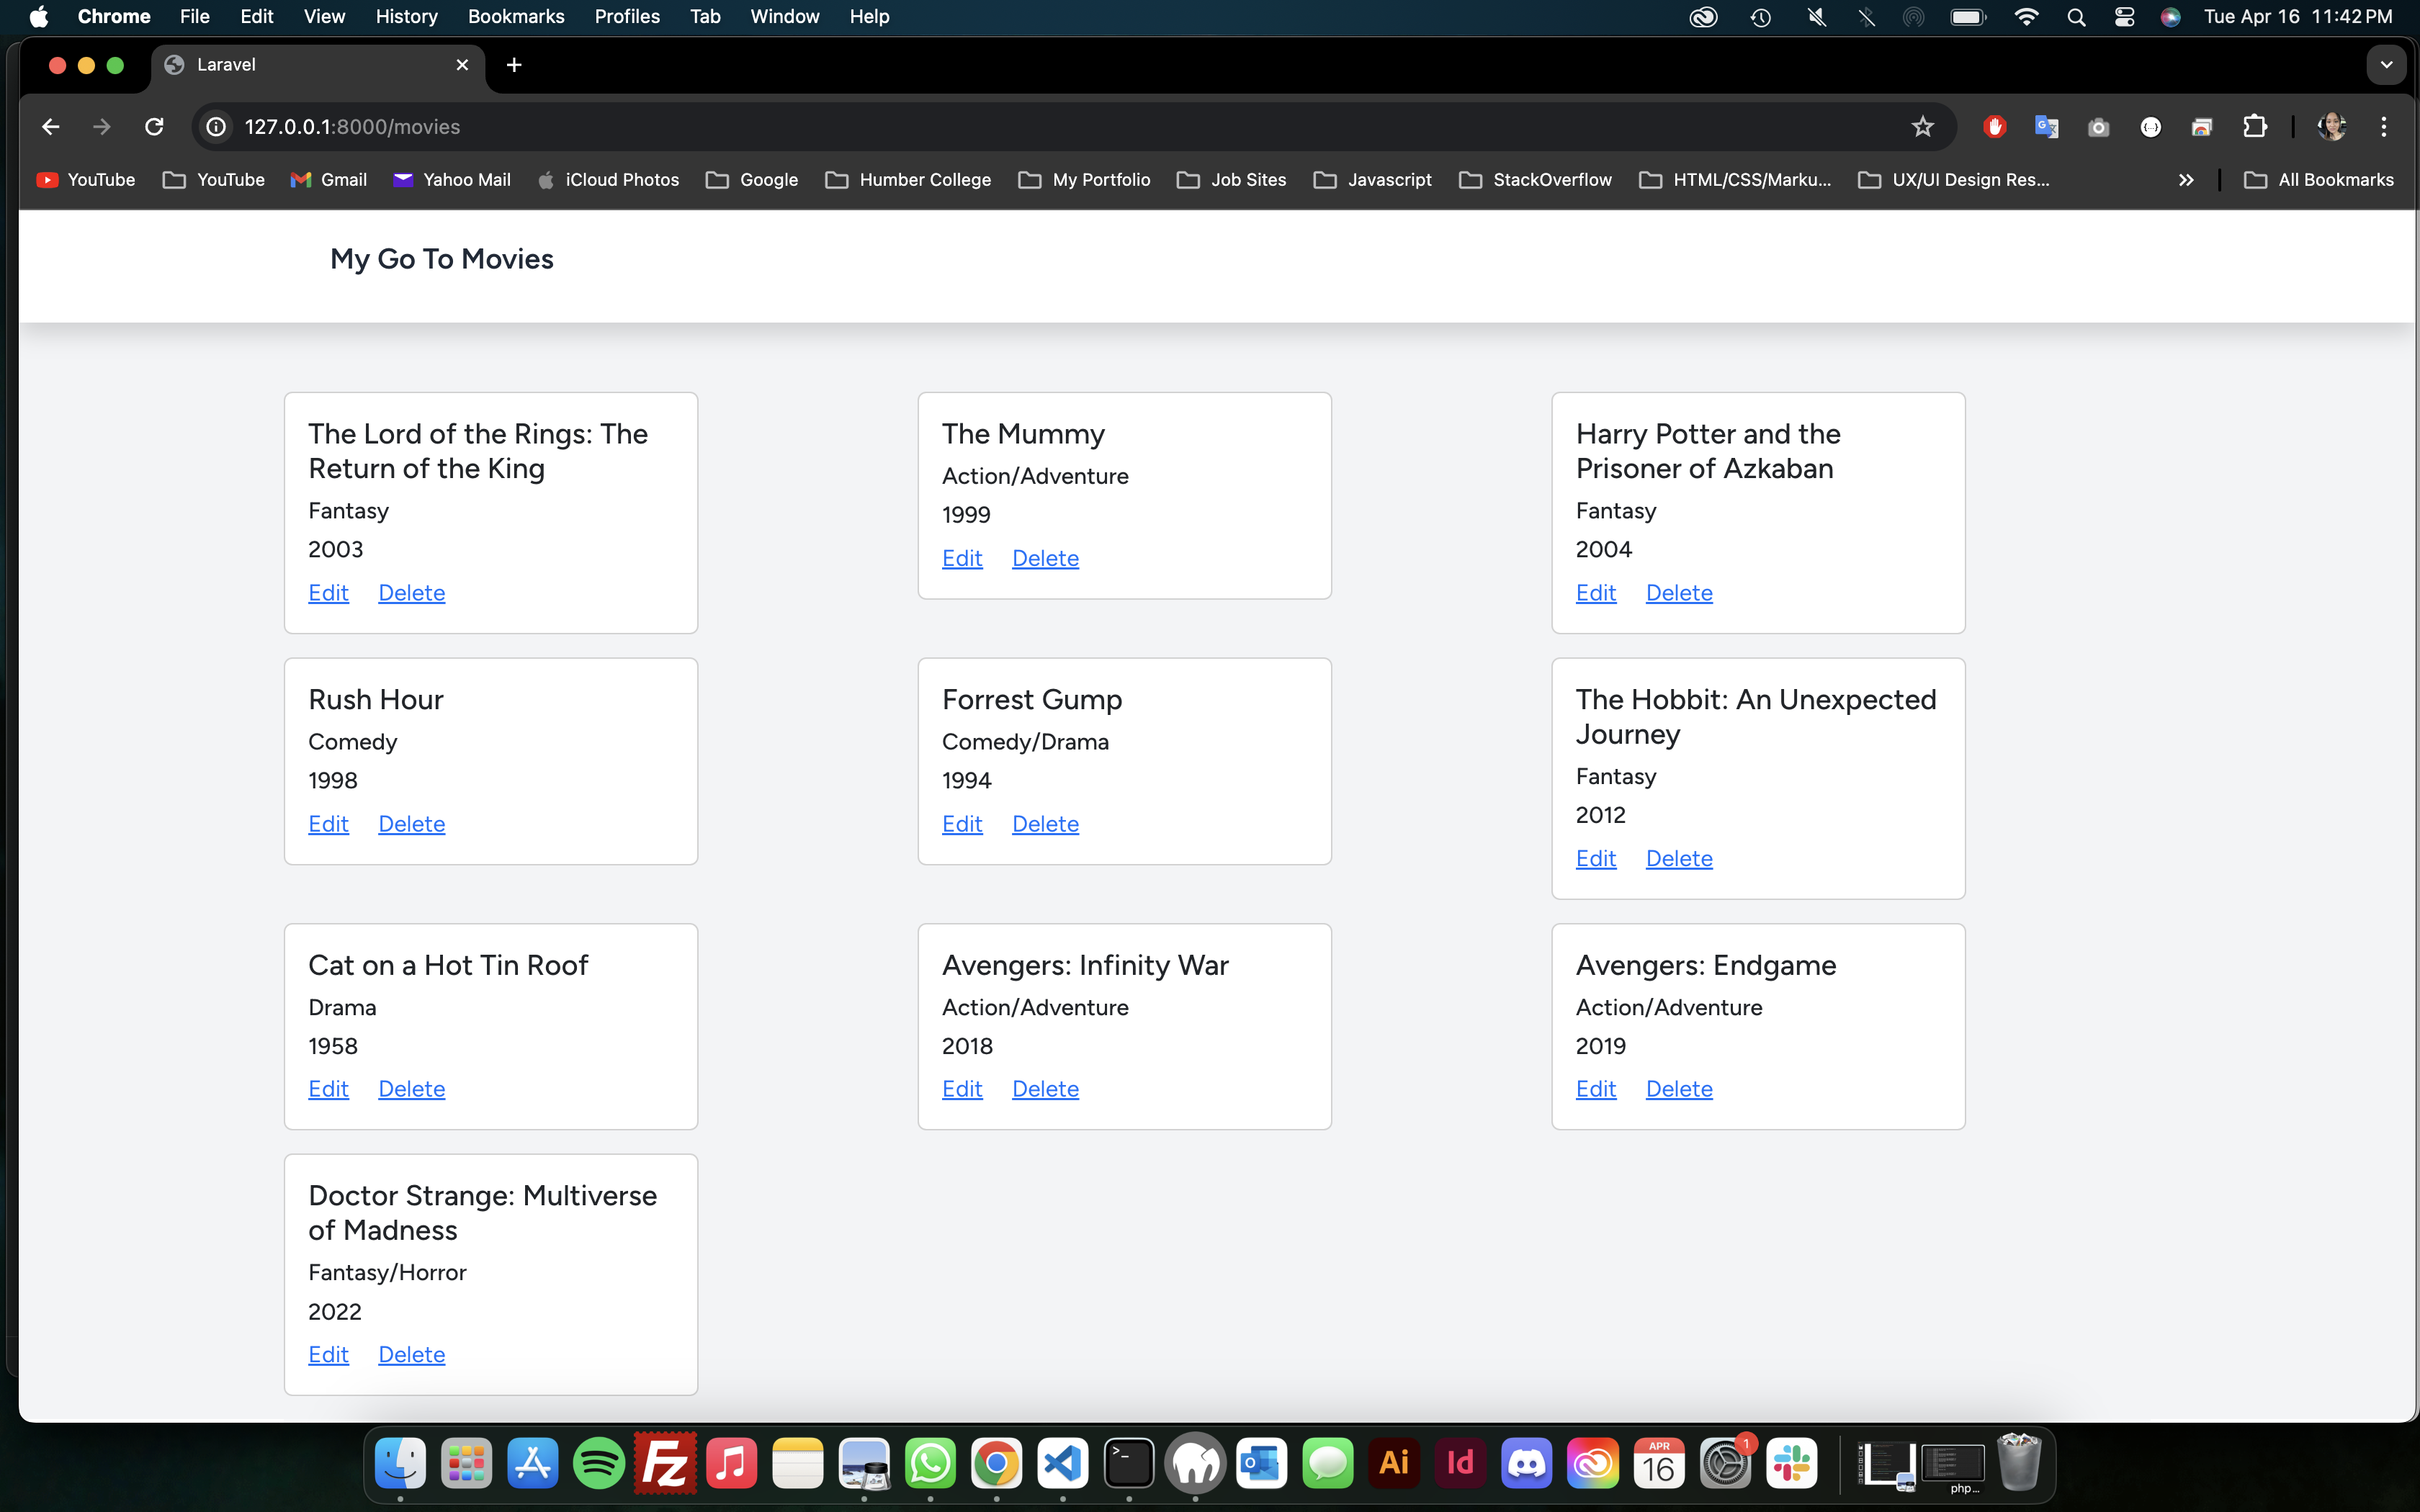 Chrome File Edit View History Bookmarks Profiles Tab Window Help Tue Apr 16 11:42 PM
Laravel
127.0.0.1:8000/movies
YouTube YouTube Gmail Yahoo Mail iCloud Photos Google Humber College My Portfolio Job Sites Javascript StackOverflow HTML/CSS/Marku... UX/UI Design Res... All Bookmarks
My Go To Movies
The Lord of the Rings: The
Return of the King
Fantasy
2003
Edit Delete
The Mummy
Action/Adventure
1999
Edit Delete
Harry Potter and the
Prisoner of Azkaban
Fantasy
2004
Edit Delete
Rush Hour
Comedy
1998
Edit Delete
Forrest Gump
Comedy/Drama
1994
Edit Delete
The Hobbit: An Unexpected
Journey
Fantasy
2012
Edit Delete
Cat on a Hot Tin Roof
Drama
1958
Edit Delete
Avengers: Infinity War
Action/Adventure
2018
Edit Delete
Avengers: Endgame
Action/Adventure
2019
Edit Delete
Doctor Strange: Multiverse
of Madness
Fantasy/Horror
2022
Edit Delete
Fz
Ai
Id
APR
16
1
php...